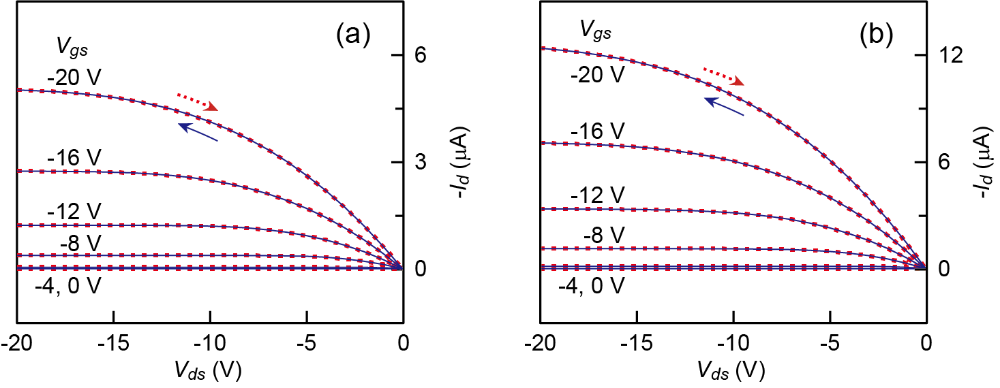 (a)
Vgs
6
-20 V
-16 V
3
-Id (μA)
-12 V
-8 V
0
-4, 0 V
-20 -15 -10 -5 0
Vds (V)
(b)
Vgs
12
-20 V
-16 V
6
-Id (μA)
-12 V
-8 V
0
-4, 0 V
-20 -15 -10 -5 0
Vds (V)